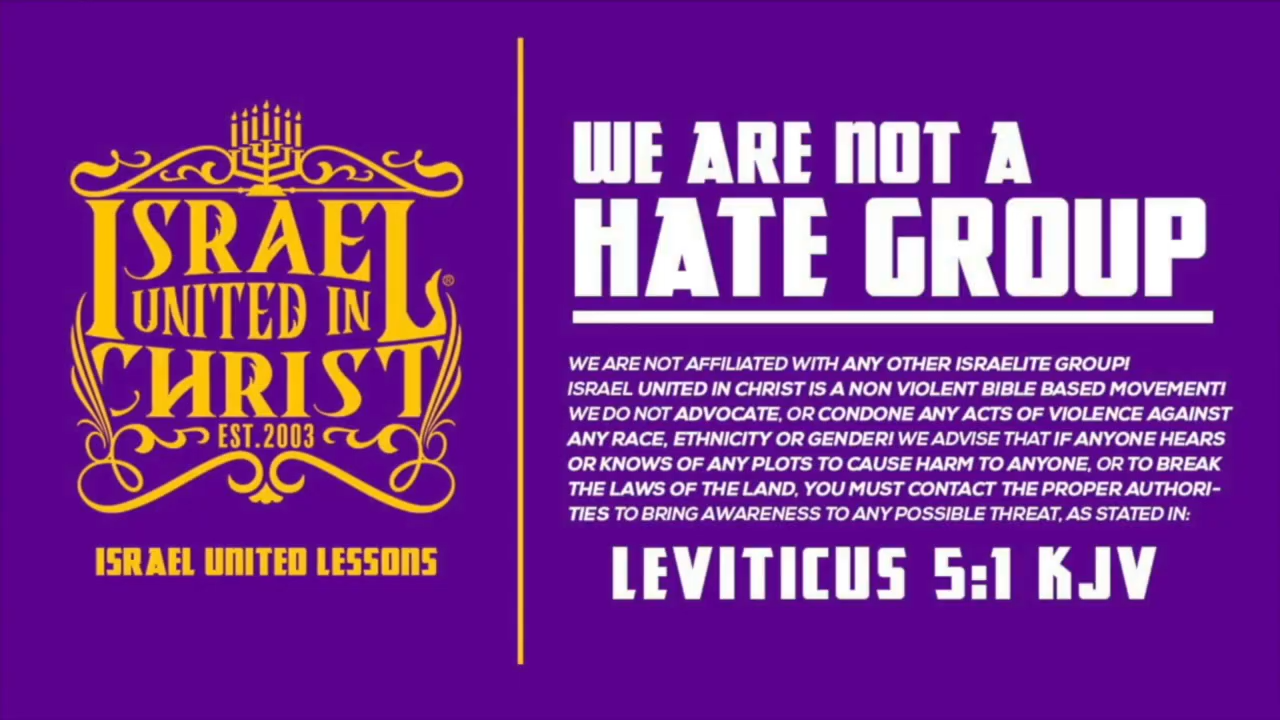 ISRAEL
UNITED IN
CHRIST
®
EST. 2003
ISRAEL UNITED LESSONS
WE ARE NOT A
HATE GROUP
WE ARE NOT AFFILIATED WITH ANY OTHER ISRAELITE GROUP!
ISRAEL UNITED IN CHRIST IS A NON VIOLENT BIBLE BASED MOVEMENT!
WE DO NOT ADVOCATE, OR CONDONE ANY ACTS OF VIOLENCE AGAINST
ANY RACE, ETHNICITY OR GENDER! WE ADVISE THAT IF ANYONE HEARS
OR KNOWS OF ANY PLOTS TO CAUSE HARM TO ANYONE, OR TO BREAK
THE LAWS OF THE LAND, YOU MUST CONTACT THE PROPER AUTHORI-
TIES TO BRING AWARENESS TO ANY POSSIBLE THREAT, AS STATED IN:
LEVITICUS 5:1 KJV